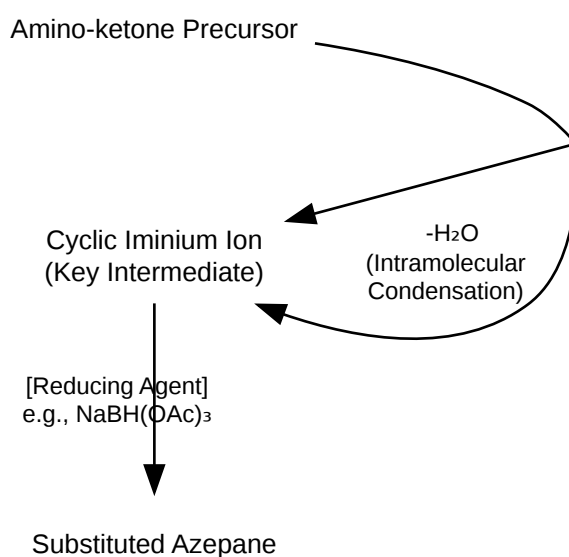 Amino-ketone Precursor
-H₂O
(Intramolecular
Condensation)
Cyclic Iminium Ion
(Key Intermediate)
[Reducing Agent]
e.g., NaBH(OAc)₃
Substituted Azepane